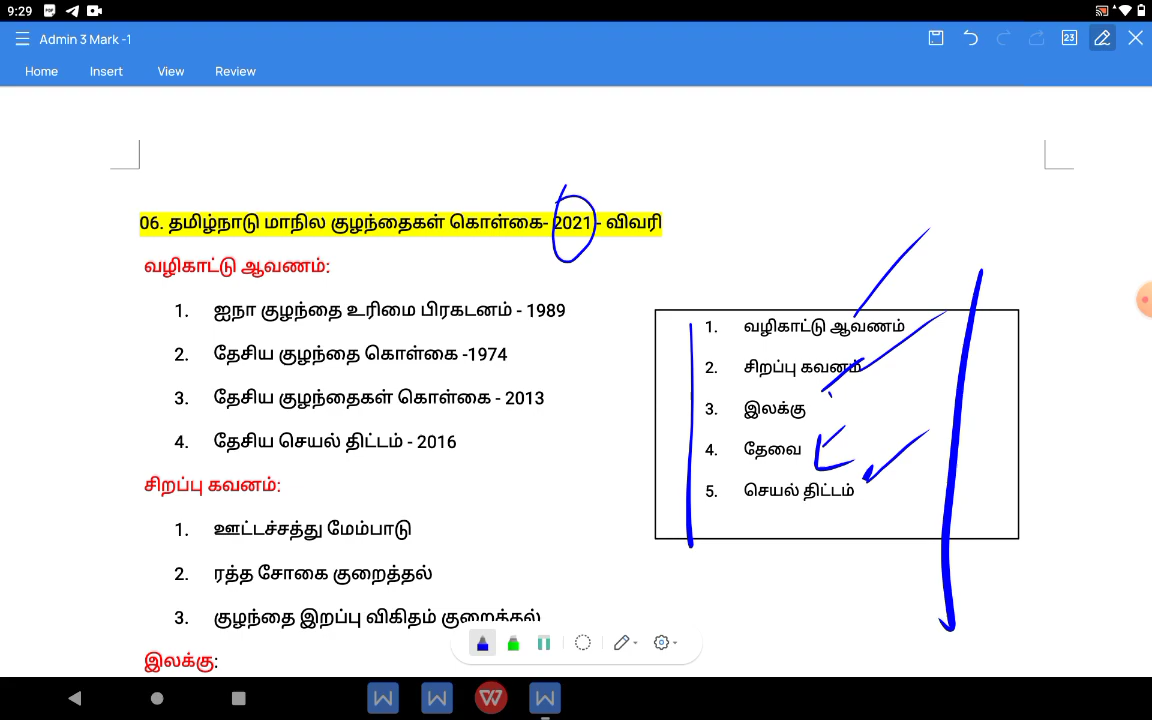 9:29
Admin 3 Mark -1
23
Home Insert View Review
06. தமிழ்நாடு மாநில குழந்தைகள் கொள்கை- 2021 - விவரி
வழிகாட்டு ஆவணம்:
1. ஐநா குழந்தை உரிமை பிரகடனம் - 1989
2. தேசிய குழந்தை கொள்கை -1974
3. தேசிய குழந்தைகள் கொள்கை - 2013
4. தேசிய செயல் திட்டம் - 2016
சிறப்பு கவனம்:
1. ஊட்டச்சத்து மேம்பாடு
2. ரத்த சோகை குறைத்தல்
3. குழந்தை இறப்பு விகிதம் குறைத்தல்
இலக்கு:
1. வழிகாட்டு ஆவணம்
2. சிறப்பு கவனம்
3. இலக்கு
4. தேவை
5. செயல் திட்டம்